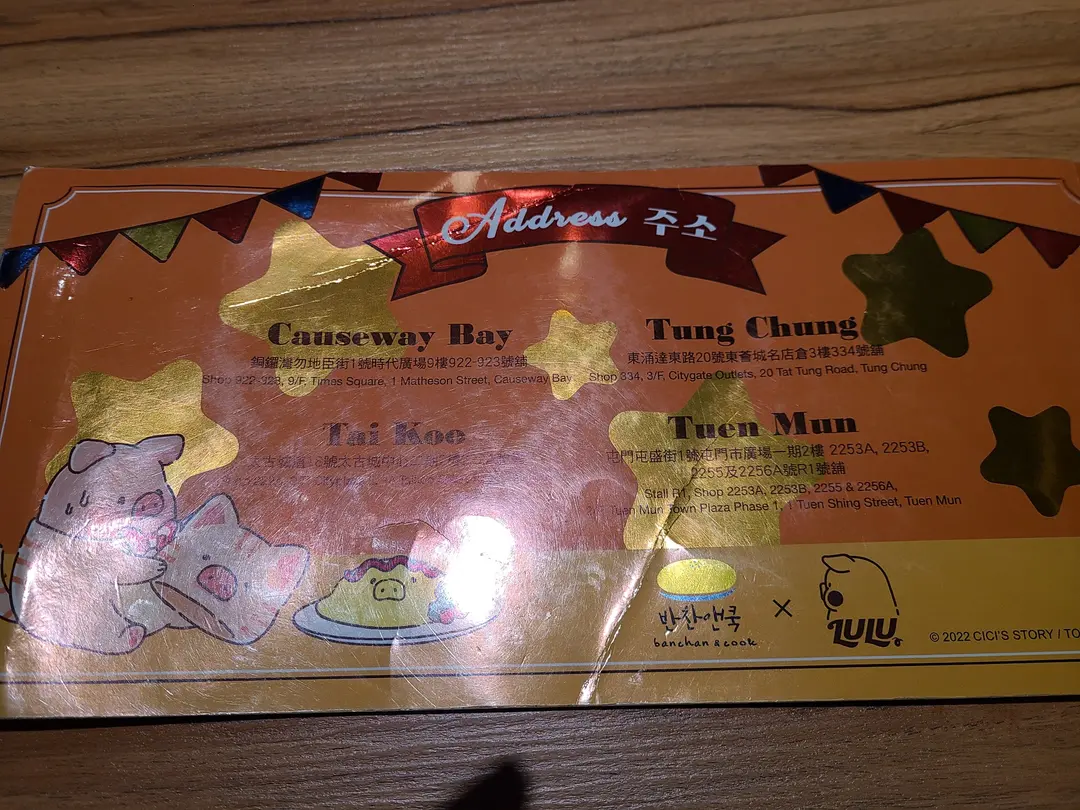 Address 주소
Causeway Bay
銅鑼灣勿地臣街1號時代廣場9樓922-923號舖
Shop 922-923, 9/F, Times Square, 1 Matheson Street, Causeway Bay
Tung Chung
東涌達東路20號東薈城名店倉3樓334號舖
Shop 334, 3/F, Citygate Outlets, 20 Tat Tung Road, Tung Chung
Tai Koo
Tuen Mun
屯門屯盛街1號屯門市廣場一期2樓 2253A, 2253B,
2255及2256A號R1號舖
Stall R1, Shop 2253A, 2253B, 2255 & 2256A,
Tuen Mun Town Plaza Phase 1, 1 Tuen Shing Street, Tuen Mun
반찬앤쿡
banchan & cook
×
LULU
© 2022 CICI'S STORY / TO